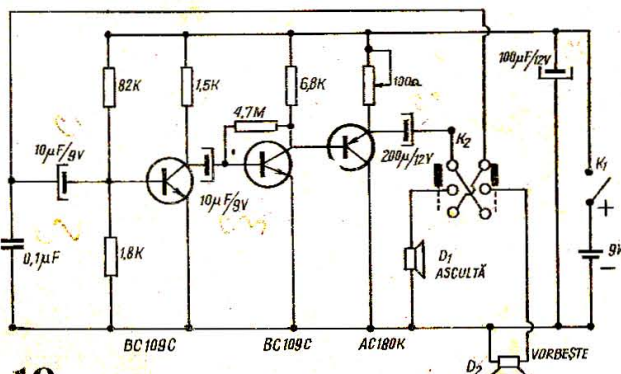 82K
1,5K
6,8K
100Ω
100µF/12V
4,7M
10µF/9V
10µF/9V
200µ/12V
K2
K1
+
9V
−
0,1µF
1,8K
D1
ASCULTĂ
BC109C
BC109C
AC180K
D2
VORBEȘTE